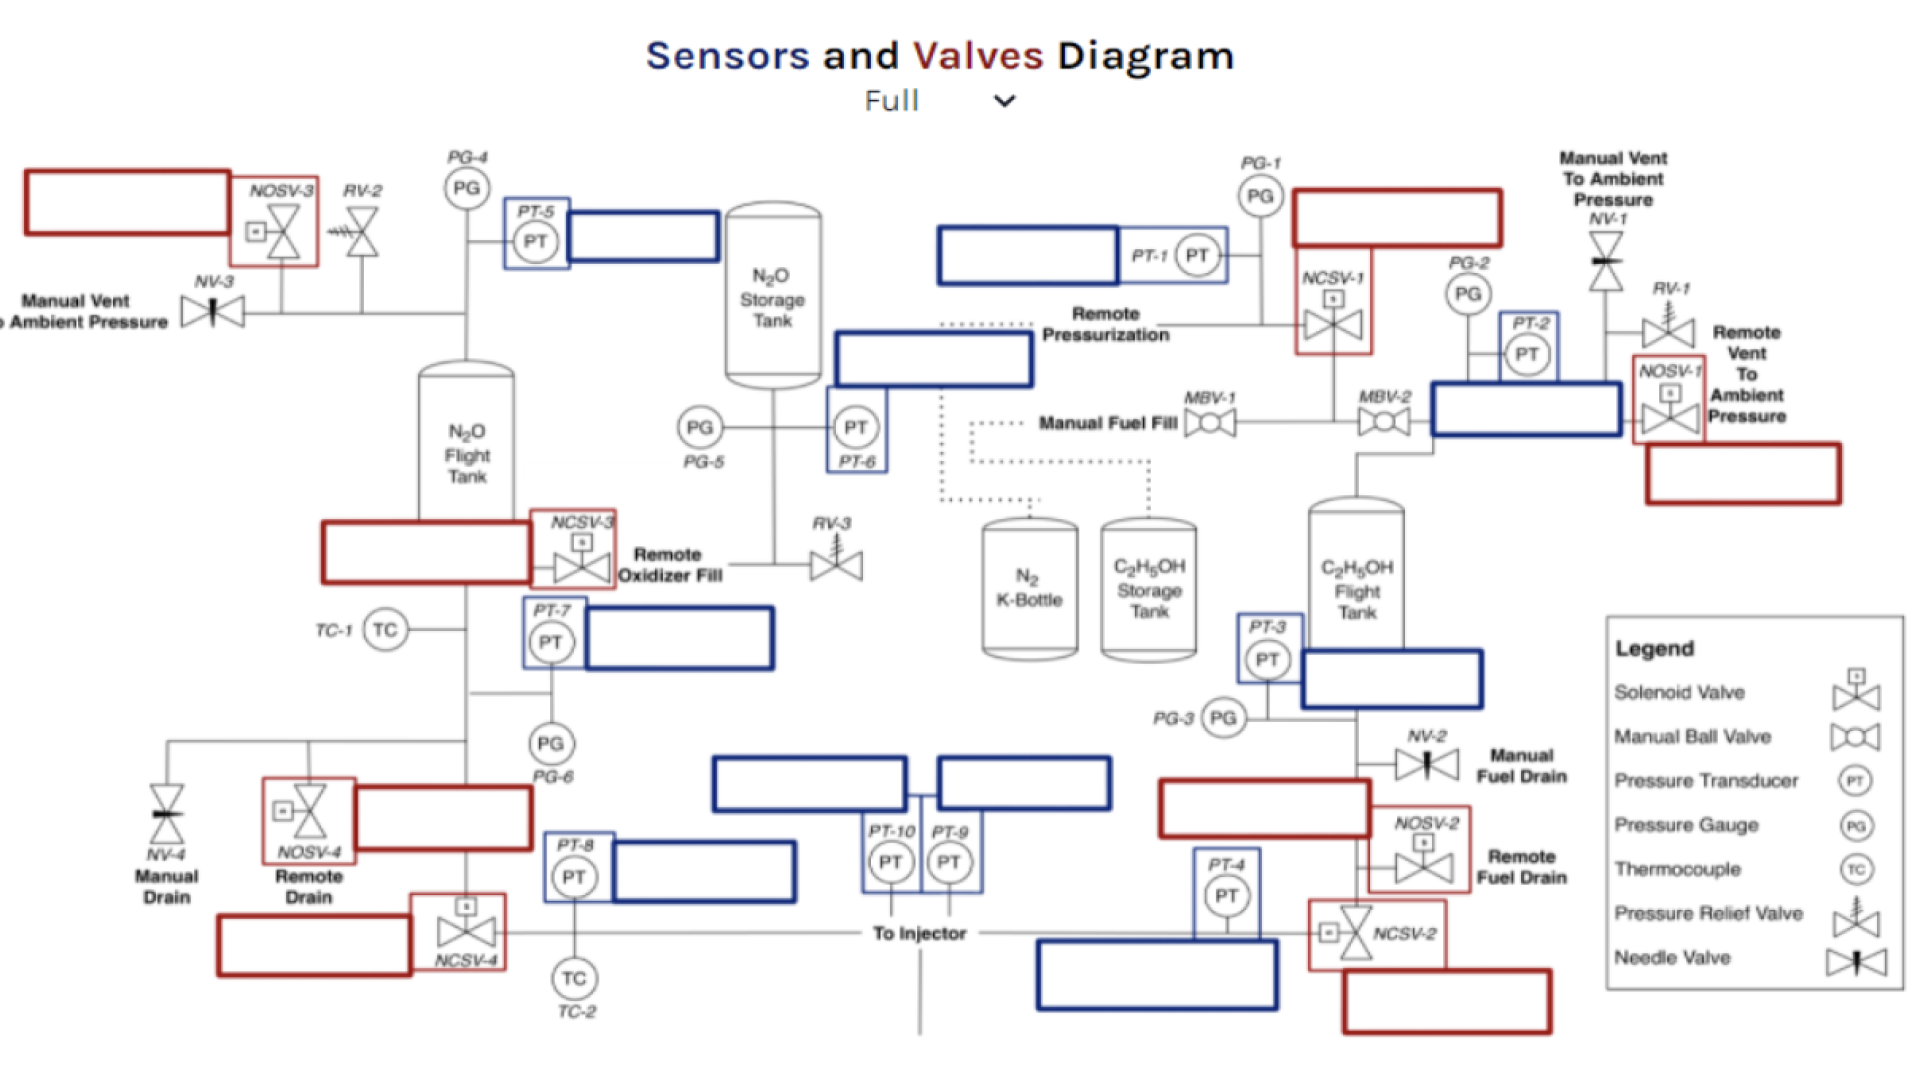 Sensors and Valves Diagram
Full
PG-4
PG
NOSV-3
RV-2
PT-5
PT
NV-3
Manual Vent
o Ambient Pressure
N₂O
Storage
Tank
PG-1
PG
PT-1
PT
Remote
Pressurization
NCSV-1
S
PG-2
PG
PT-2
PT
Manual Vent
To Ambient
Pressure
NV-1
RV-1
Remote
Vent
To
Ambient
Pressure
NOSV-1
S
MBV-1
MBV-2
Manual Fuel Fill
N₂O
Flight
Tank
PG
PG-5
PT
PT-6
NCSV-3
S
Remote
Oxidizer Fill
RV-3
N₂
K-Bottle
C₂H₅OH
Storage
Tank
C₂H₅OH
Flight
Tank
TC-1
TC
PT-7
PT
PG
PG-6
PT-3
PT
PG-3
PG
NV-2
Manual
Fuel Drain
NV-4
Manual
Drain
NOSV-4
Remote
Drain
PT-8
PT
PT-10
PT
PT-9
PT
PT-4
PT
NOSV-2
S
Remote
Fuel Drain
S
NCSV-4
To Injector
NCSV-2
TC
TC-2
Legend
Solenoid Valve
S
Manual Ball Valve
Pressure Transducer
PT
Pressure Gauge
PG
Thermocouple
TC
Pressure Relief Valve
Needle Valve